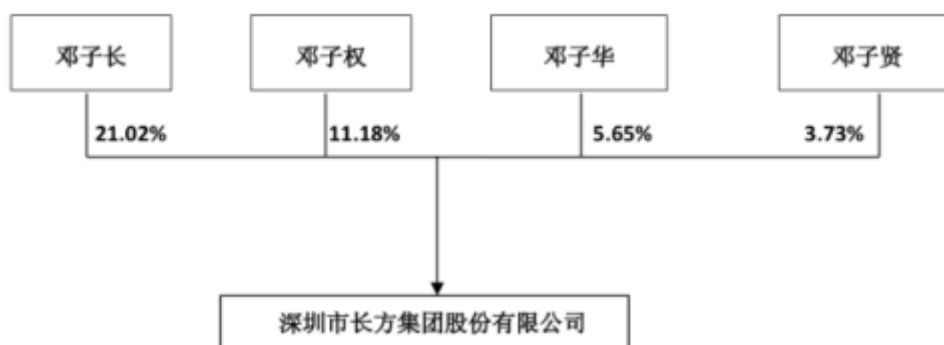 邓子长
邓子权
邓子华
邓子贤
21.02%
11.18%
5.65%
3.73%
深圳市长方集团股份有限公司